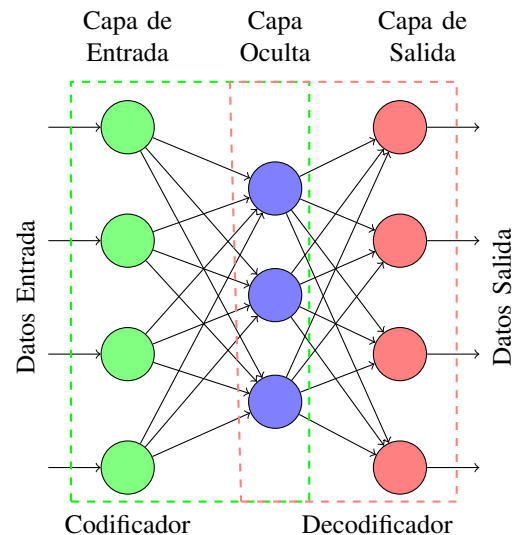 Capa de
Entrada
Capa
Oculta
Capa de
Salida
Datos Entrada
Datos Salida
Codificador
Decodificador